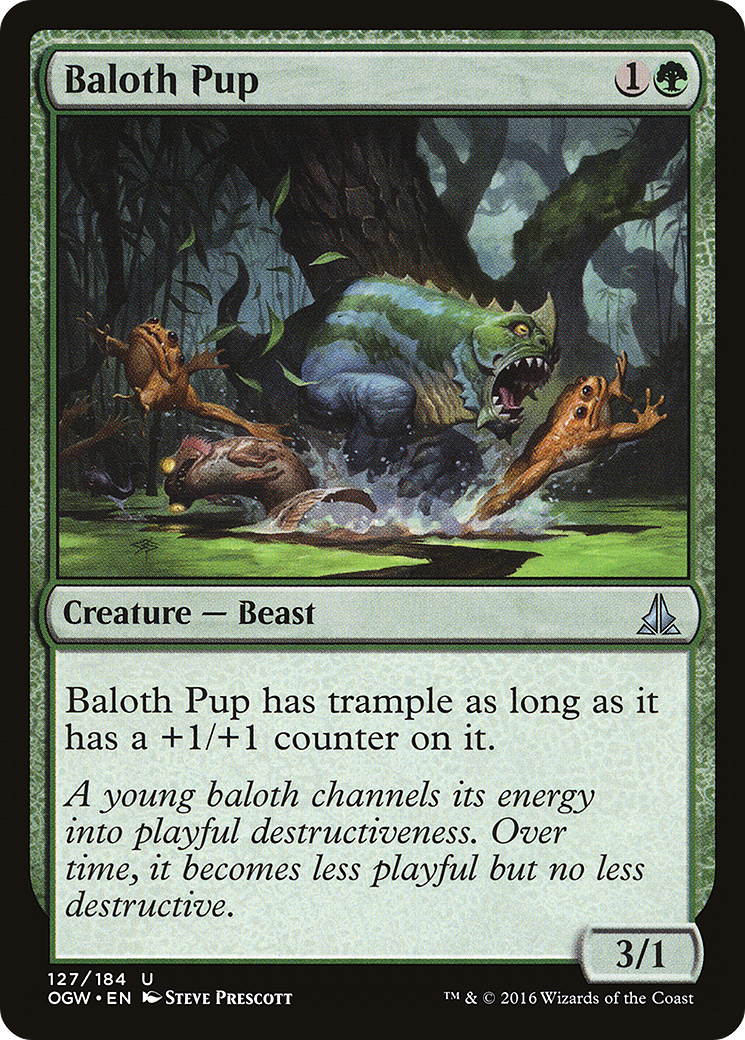 Baloth Pup 1
Creature — Beast
Baloth Pup has trample as long as it
has a +1/+1 counter on it.
A young baloth channels its energy
into playful destructiveness. Over
time, it becomes less playful but no less
destructive.
3/1
127/184 U
OGW • EN Steve Prescott
™ & © 2016 Wizards of the Coast